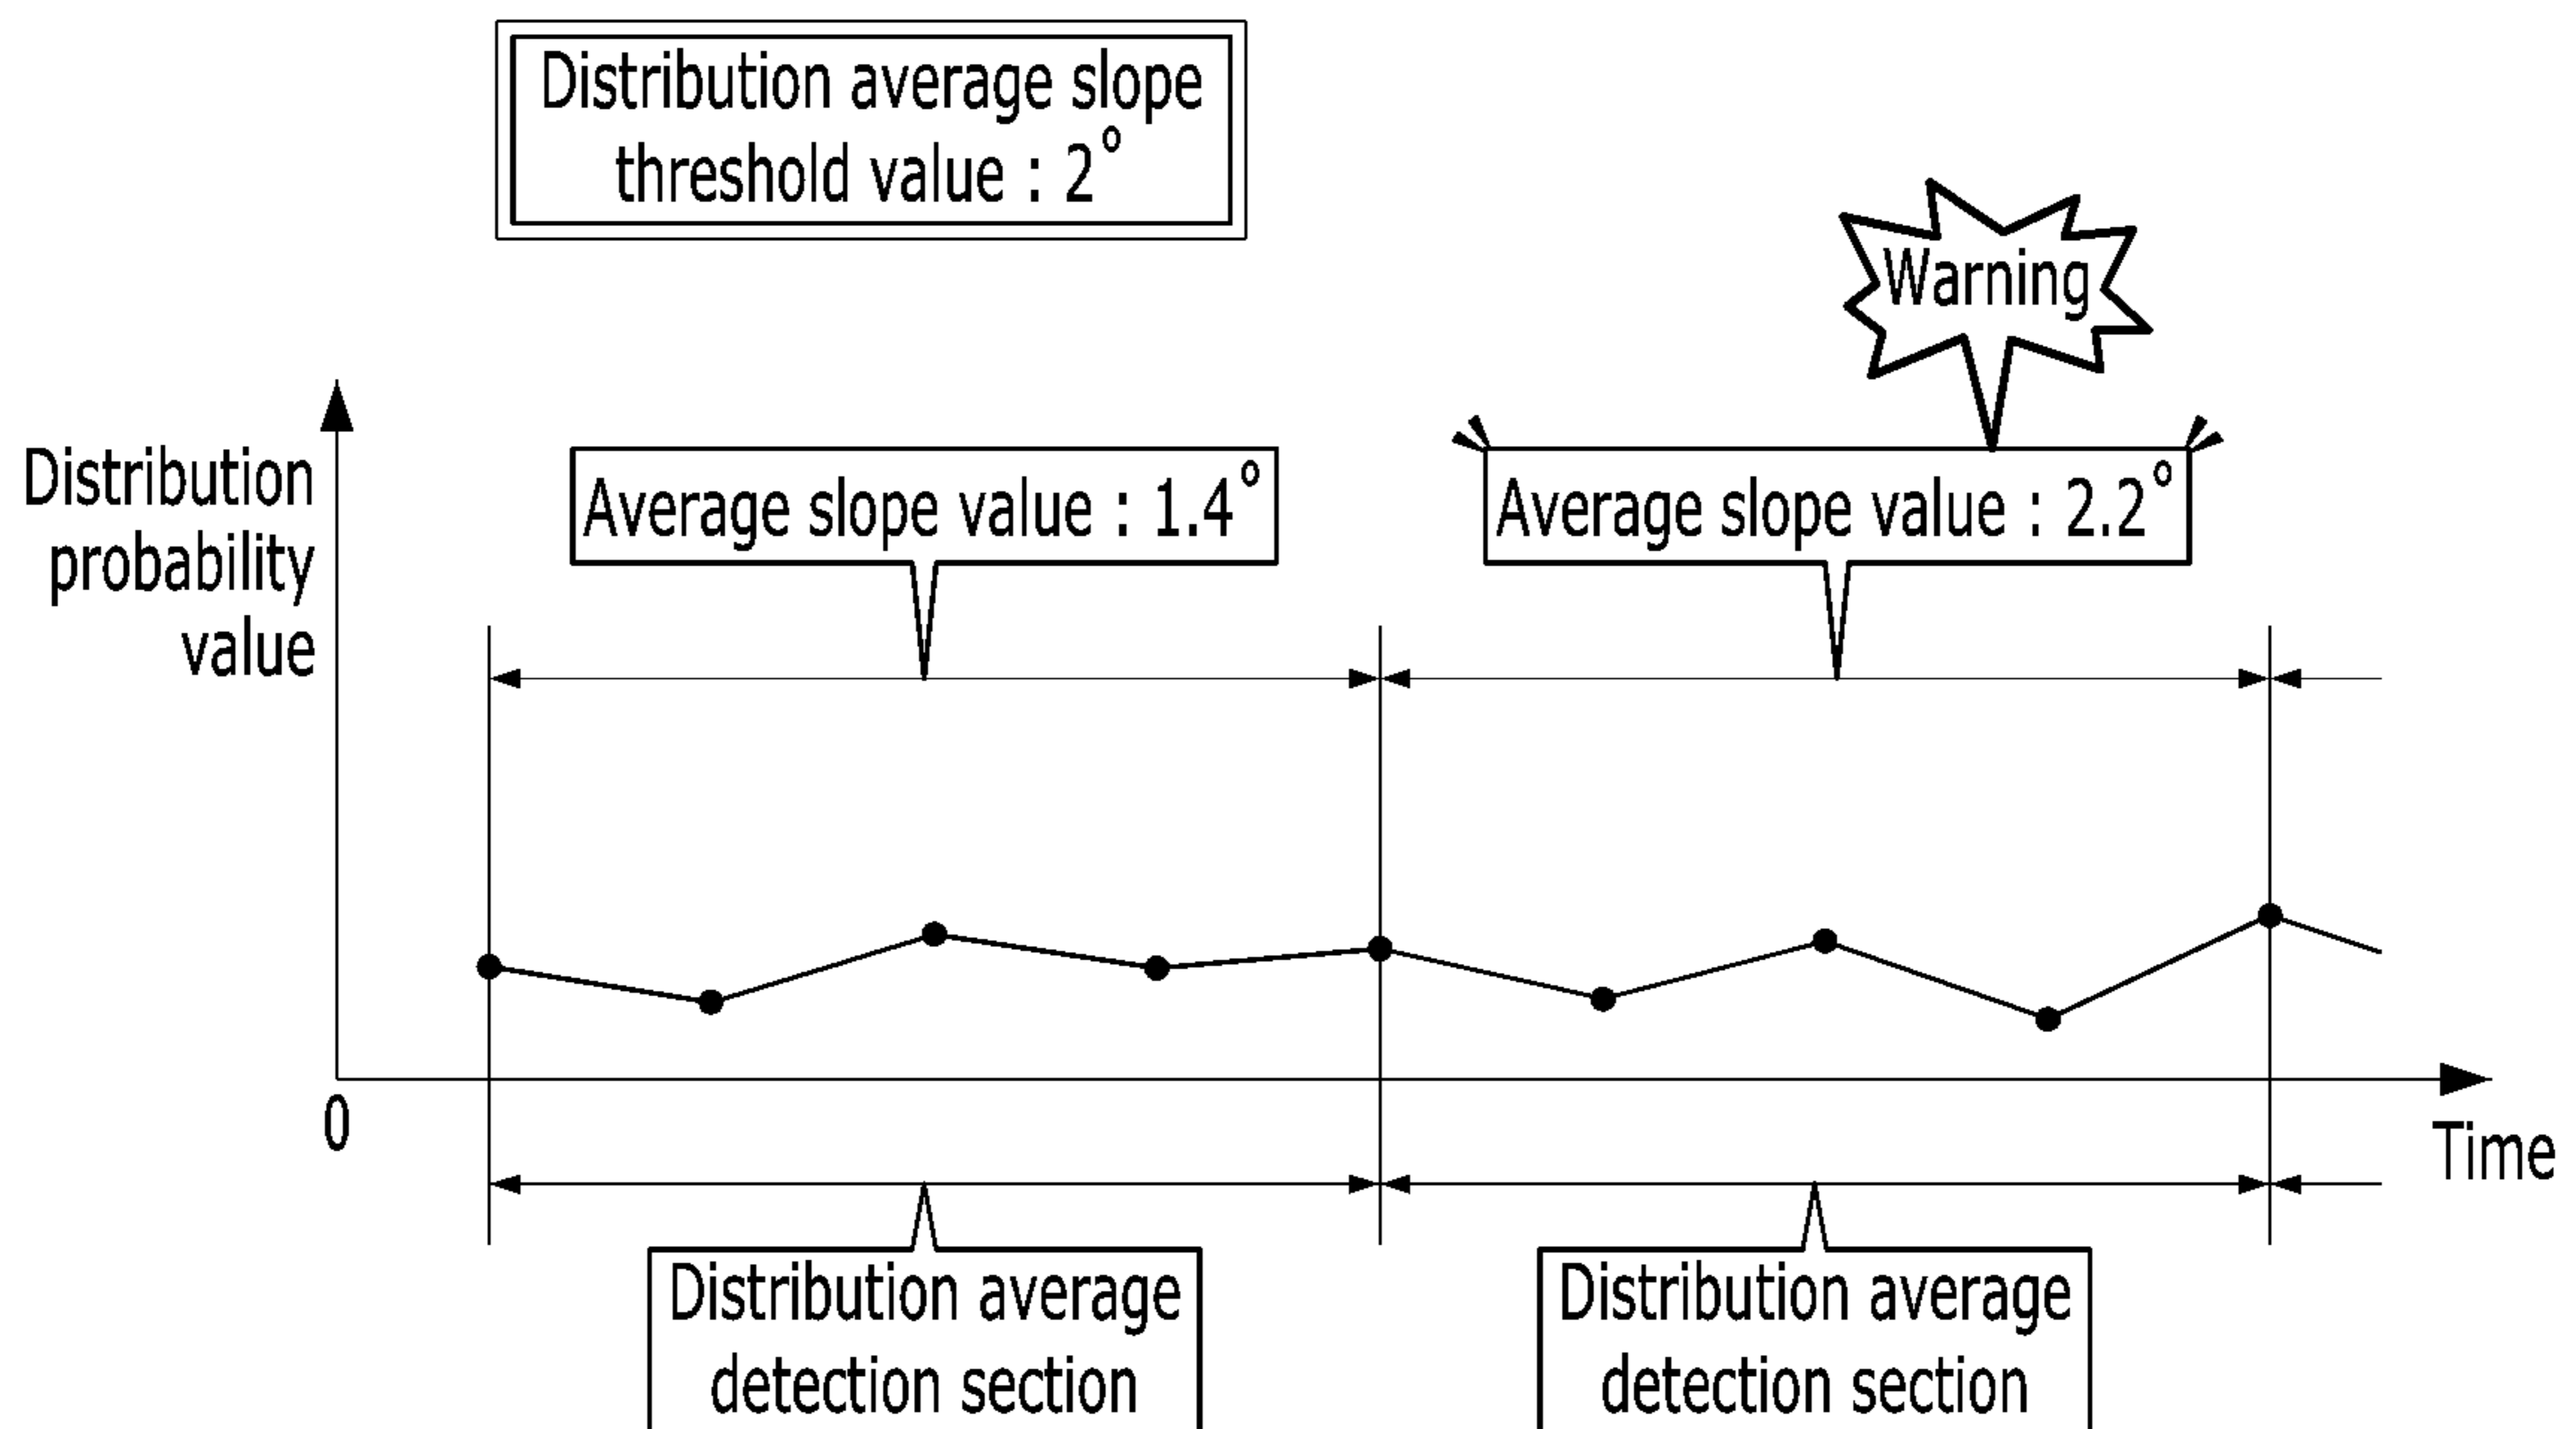 Distribution average slope
threshold value : 2°
Warning
Distribution
probability
value
Average slope value : 1.4°
Average slope value : 2.2°
0
Time
Distribution average
detection section
Distribution average
detection section